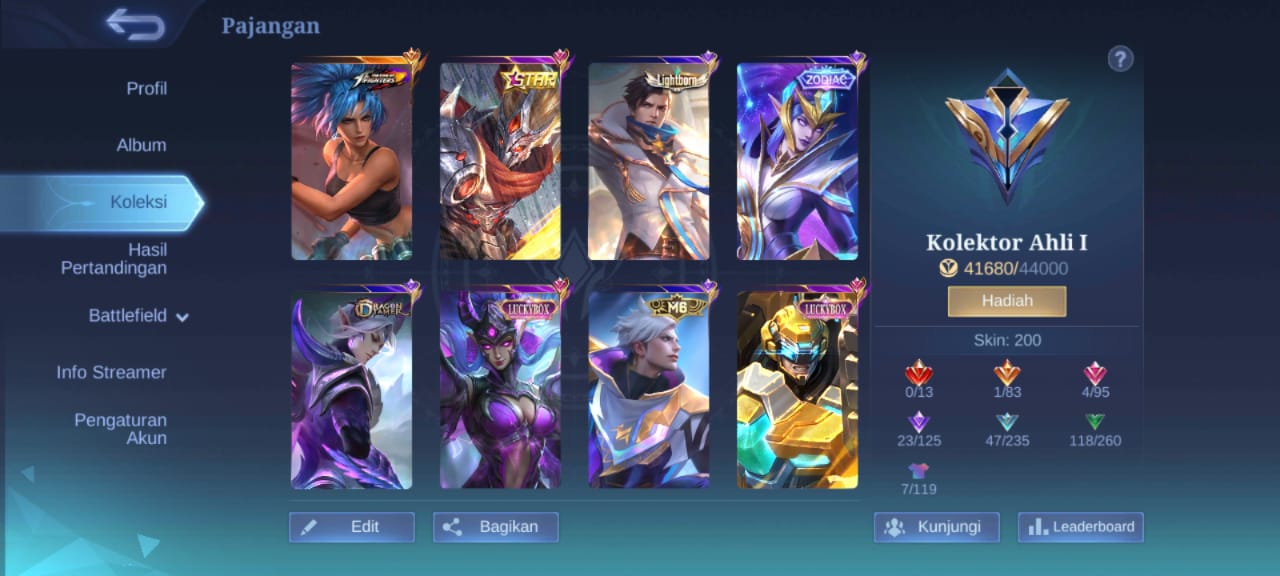 Pajangan
Profil
Album
Koleksi
Hasil
Pertandingan
Battlefield
Info Streamer
Pengaturan
Akun
THE KING OF
FIGHTERS
STAR
Lightborn
ZODIAC
DRAGON
TAMER
LUCKYBOX
M6
LUCKYBOX
Edit
Bagikan
?
Kolektor Ahli I
41680/44000
Hadiah
Skin: 200
0/13
1/83
4/95
23/125
47/235
118/260
7/119
Kunjungi
Leaderboard